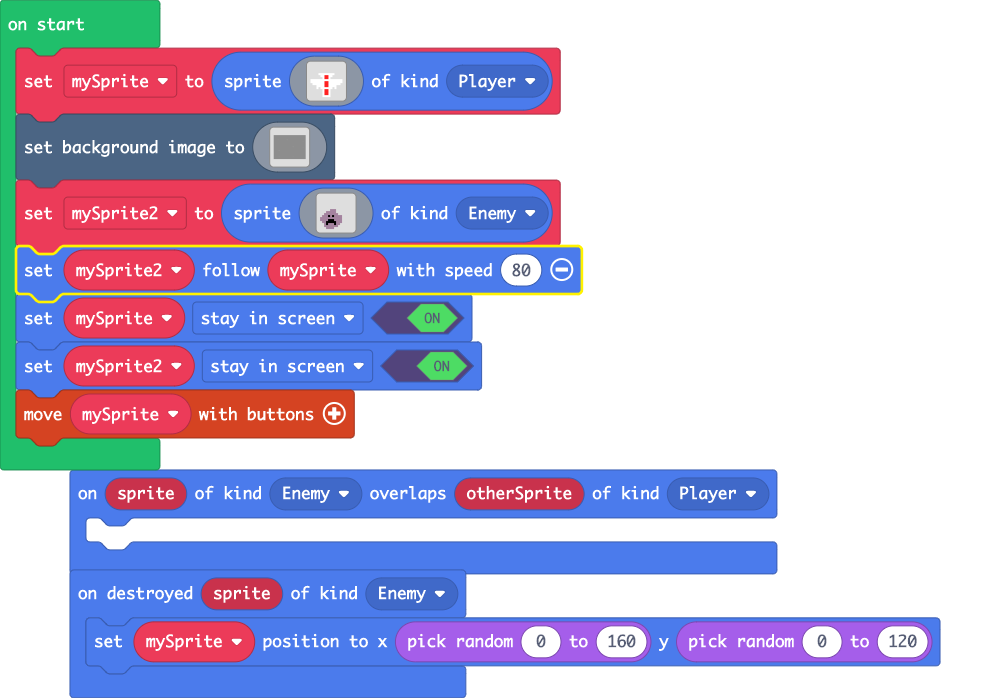 on start
set mySprite to sprite of kind Player
set background image to
set mySprite2 to sprite of kind Enemy
set mySprite2 follow mySprite with speed 80
set mySprite stay in screen ON
set mySprite2 stay in screen ON
move mySprite with buttons
on sprite of kind Enemy overlaps otherSprite of kind Player
on destroyed sprite of kind Enemy
set mySprite position to x pick random 0 to 160 y pick random 0 to 120